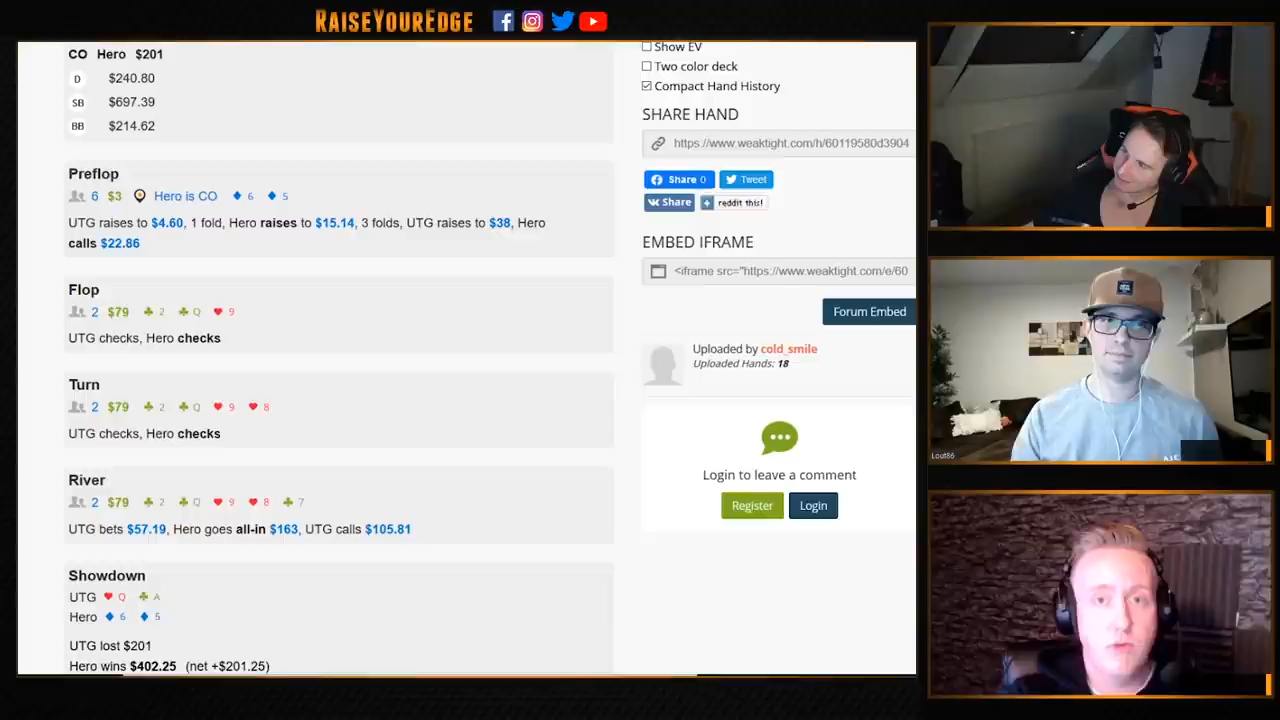 RAISEYOUREDGE
CO Hero $201
D $240.80
SB $697.39
BB $214.62
Preflop
6 $3 Hero is CO 6 5
UTG raises to $4.60, 1 fold, Hero raises to $15.14, 3 folds, UTG raises to $38, Hero
calls $22.86
Flop
2 $79 2 Q 9
UTG checks, Hero checks
Turn
2 $79 2 Q 9 8
UTG checks, Hero checks
River
2 $79 2 Q 9 8 7
UTG bets $57.19, Hero goes all-in $163, UTG calls $105.81
Showdown
UTG Q A
Hero 6 5
UTG lost $201
Hero wins $402.25 (net +$201.25)
Show EV
Two color deck
Compact Hand History
SHARE HAND
https://www.weaktight.com/h/60119580d3904
Share 0 Tweet
Share reddit this!
EMBED IFRAME
<iframe src="https://www.weaktight.com/e/60
Forum Embed
Uploaded by cold_smile
Uploaded Hands: 18
Login to leave a comment
Register Login
Lout86